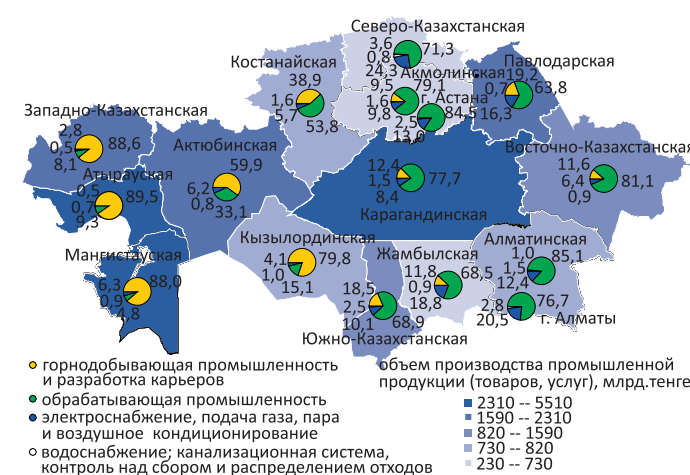 Северо-Казахстанская
3,6
0,8
71,3
24,3
Костанайская
38,9
1,6
5,7
53,8
Акмолинская
9,5
79,1
1,6
9,8
г. Астана
84,5
2,5
13,0
Павлодарская
19,2
0,7
63,8
16,3
Западно-Казахстанская
2,8
0,5
88,6
8,1
Актюбинская
59,9
6,2
0,8
33,1
Восточно-Казахстанская
11,6
6,4
81,1
0,9
Атырауская
0,5
0,7
89,5
9,3
12,4
1,5
77,7
8,4
Карагандинская
Мангистауская
6,3
88,0
0,9
4,8
Кызылординская
4,1
79,8
1,0
15,1
Жамбылская
11,8
68,5
0,9
18,8
Алматинская
1,0
85,1
1,5
12,4
18,5
2,5
10,1
68,9
Южно-Казахстанская
2,8
76,7
20,5
г. Алматы
горнодобывающая промышленность
и разработка карьеров
обрабатывающая промышленность
электроснабжение, подача газа, пара
и воздушное кондиционирование
водоснабжение; канализационная система,
контроль над сбором и распределением отходов
объем производства промышленной
продукции (товаров, услуг), млрд.тенге
2310 -- 5510
1590 -- 2310
820 -- 1590
730 -- 820
230 -- 730